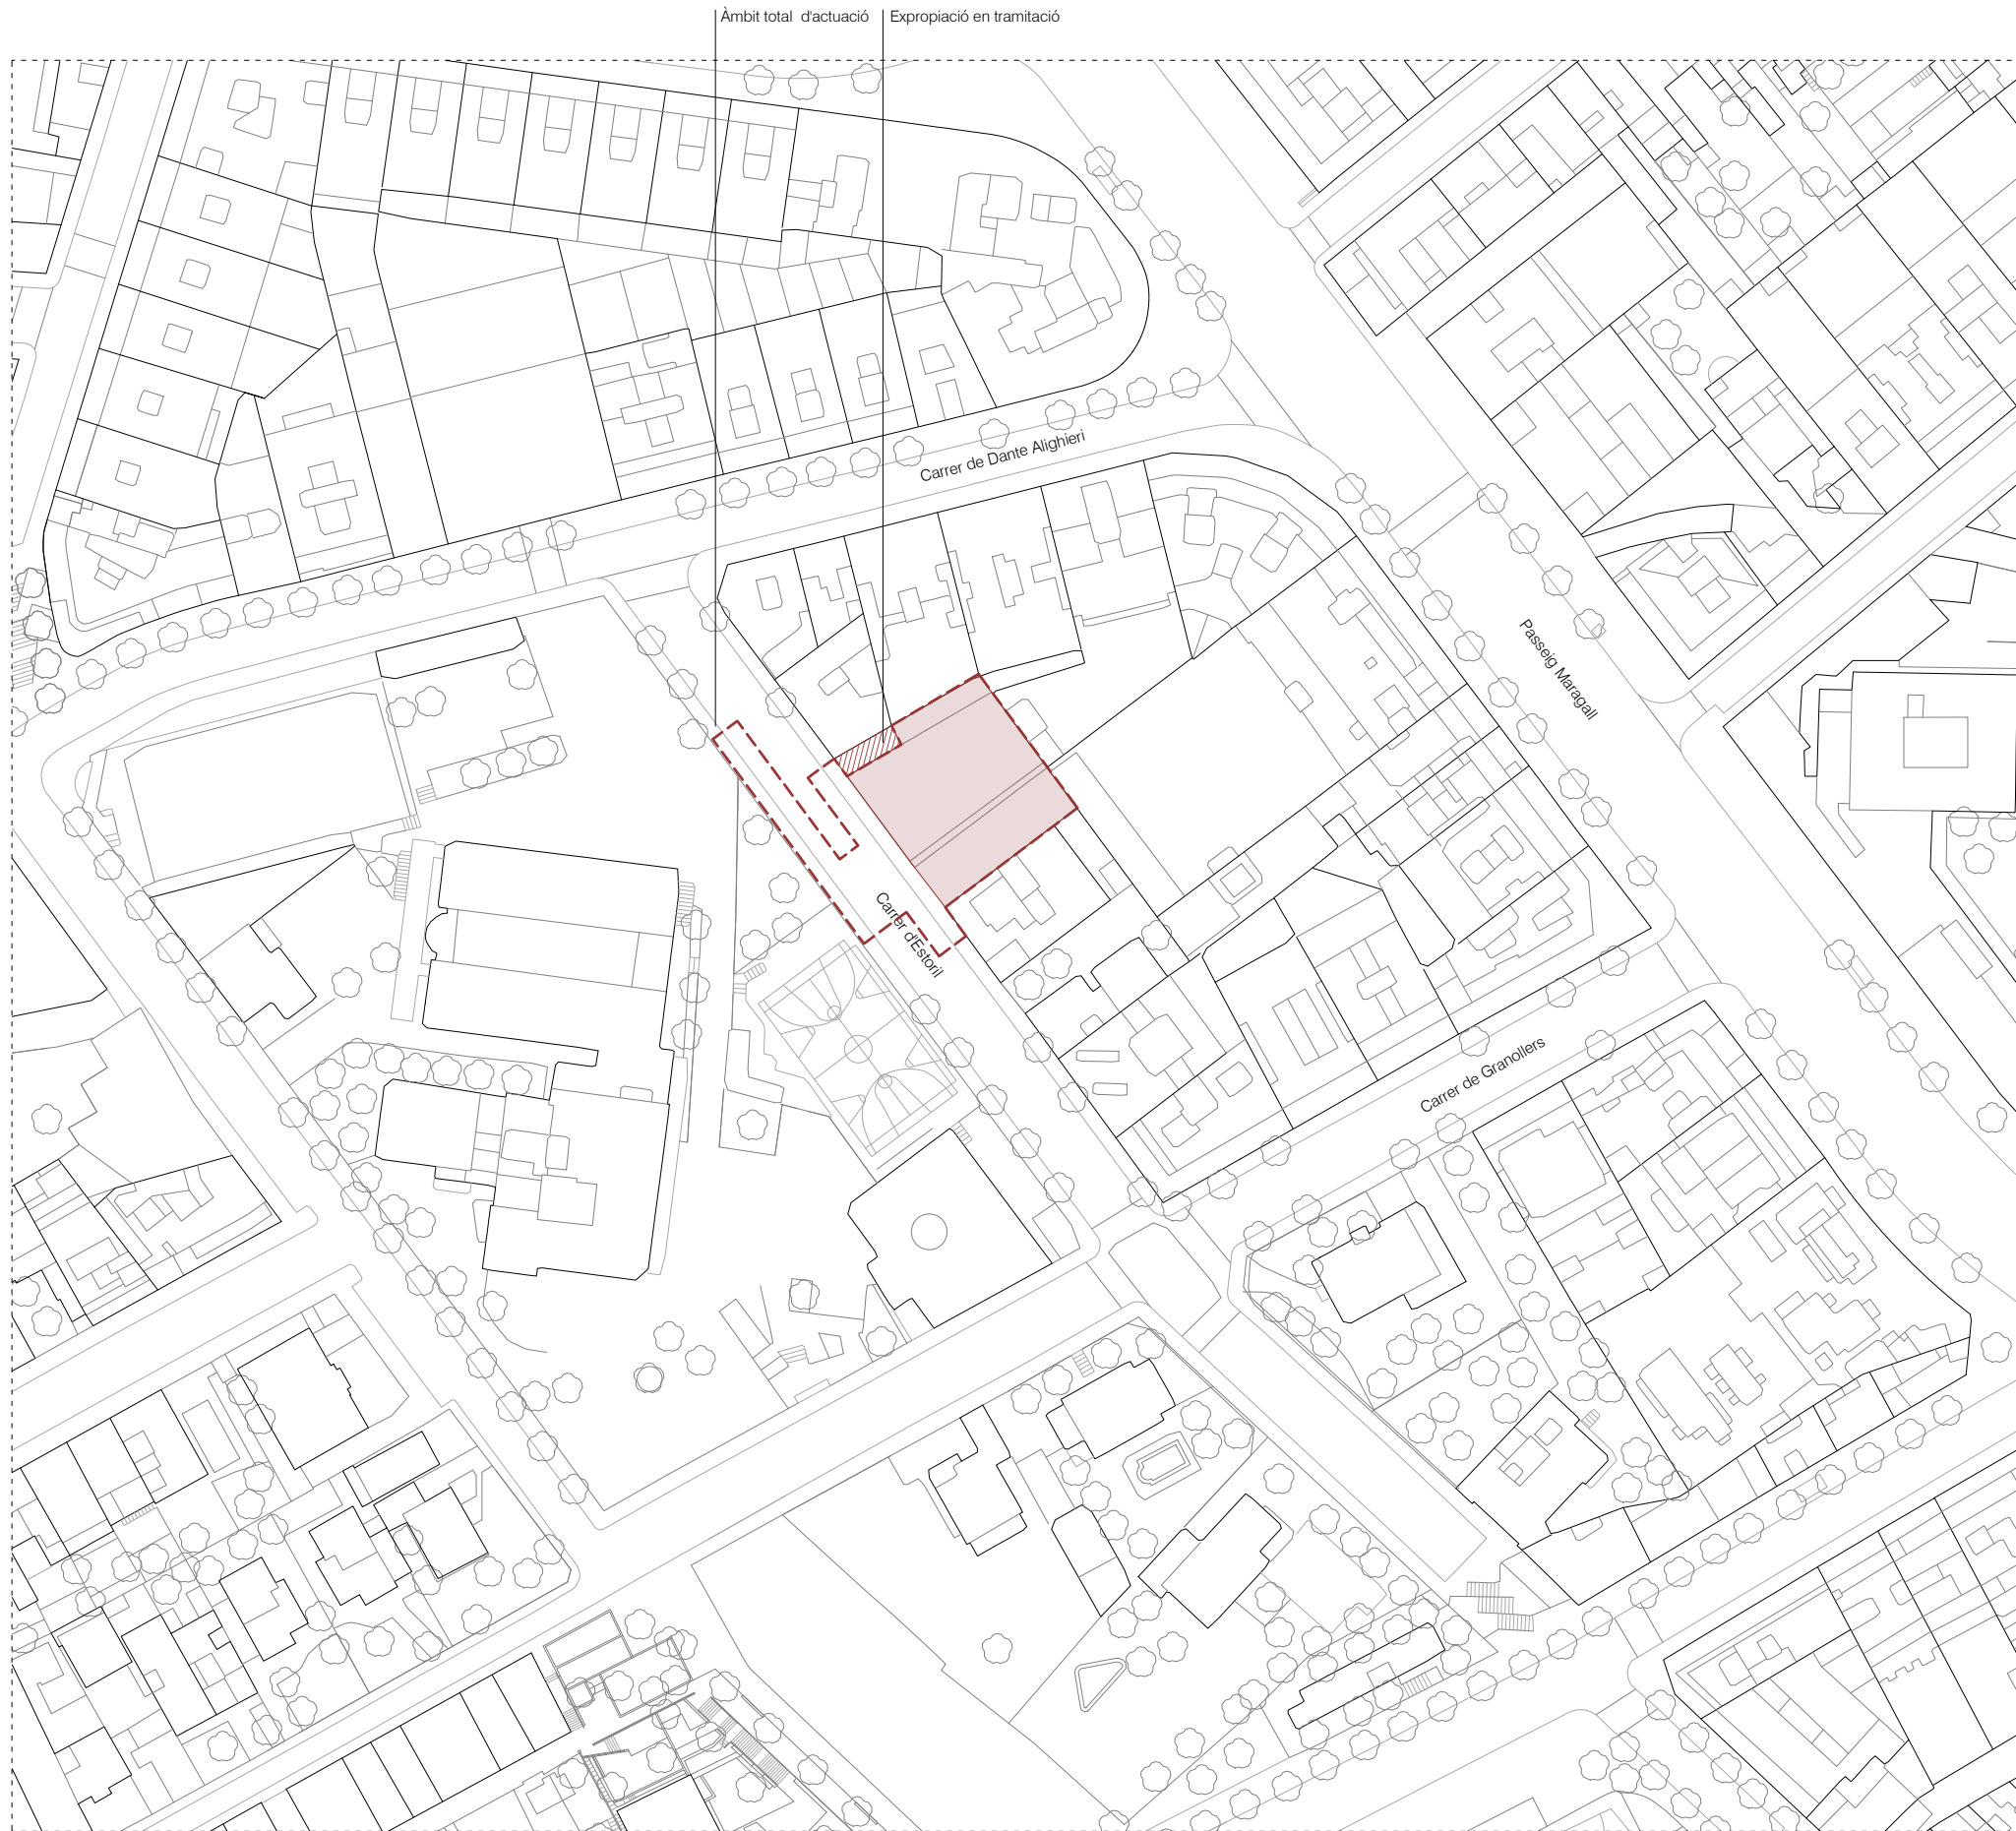 Àmbit total d'actuació
Expropiació en tramitació
Carrer de Dante Alighieri
Passeig Maragall
Carrer d'Estoril
Carrer de Granollers